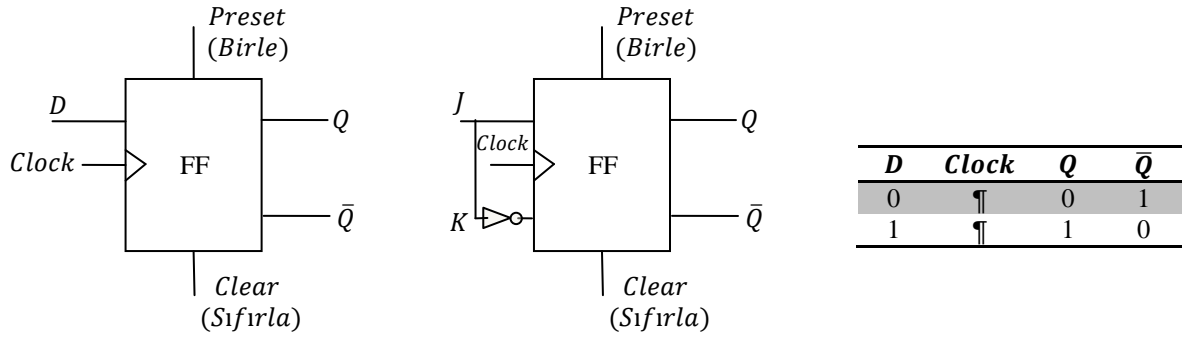 Preset
(Birle)
D
Q
Clock
FF
Q̅
Clear
(Sıfırla)
Preset
(Birle)
J
Q
Clock
FF
K
Q̅
Clear
(Sıfırla)
D Clock Q Q̅
0 ¶ 0 1
1 ¶ 1 0